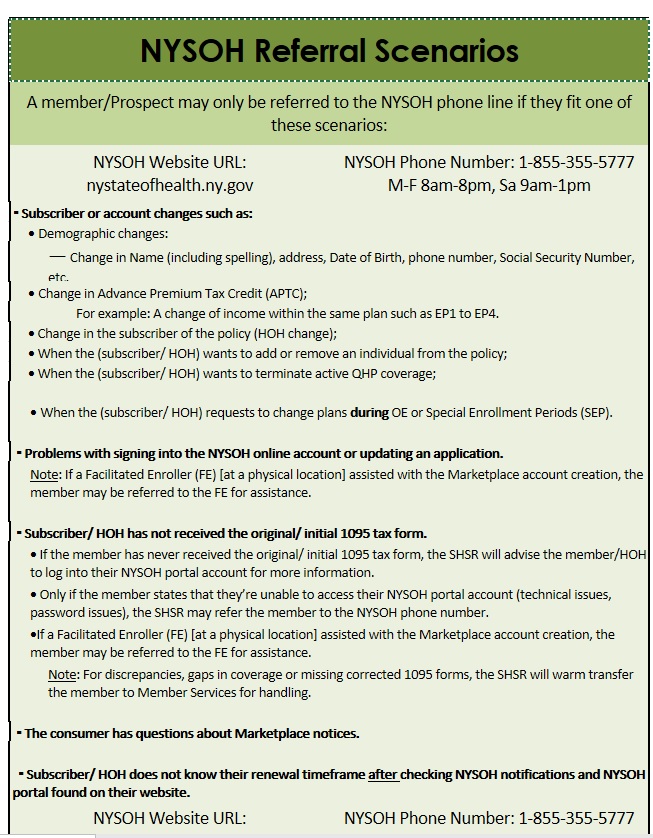 NYSOH Referral Scenarios
A member/Prospect may only be referred to the NYSOH phone line if they fit one of
these scenarios:
NYSOH Website URL:
nystateofhealth.ny.gov
NYSOH Phone Number: 1-855-355-5777
M-F 8am-8pm, Sa 9am-1pm
- Subscriber or account changes such as:
• Demographic changes:
— Change in Name (including spelling), address, Date of Birth, phone number, Social Security Number,
etc.
• Change in Advance Premium Tax Credit (APTC);
For example: A change of income within the same plan such as EP1 to EP4.
• Change in the subscriber of the policy (HOH change);
• When the (subscriber/ HOH) wants to add or remove an individual from the policy;
• When the (subscriber/ HOH) wants to terminate active QHP coverage;
• When the (subscriber/ HOH) requests to change plans during OE or Special Enrollment Periods (SEP).
- Problems with signing into the NYSOH online account or updating an application.
Note: If a Facilitated Enroller (FE) [at a physical location] assisted with the Marketplace account creation, the
member may be referred to the FE for assistance.
- Subscriber/ HOH has not received the original/ initial 1095 tax form.
• If the member has never received the original/ initial 1095 tax form, the SHSR will advise the member/HOH
to log into their NYSOH portal account for more information.
• Only if the member states that they're unable to access their NYSOH portal account (technical issues,
password issues), the SHSR may refer the member to the NYSOH phone number.
•If a Facilitated Enroller (FE) [at a physical location] assisted with the Marketplace account creation, the
member may be referred to the FE for assistance.
Note: For discrepancies, gaps in coverage or missing corrected 1095 forms, the SHSR will warm transfer
the member to Member Services for handling.
- The consumer has questions about Marketplace notices.
- Subscriber/ HOH does not know their renewal timeframe after checking NYSOH notifications and NYSOH
portal found on their website.
NYSOH Website URL:
NYSOH Phone Number: 1-855-355-5777